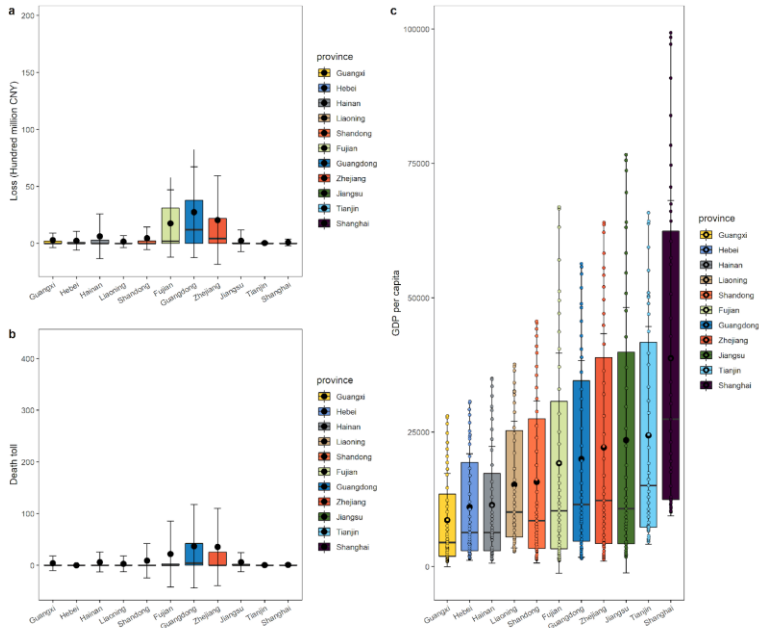 a
200
150
100
50
0
Loss (Hundred million CNY)
Guangxi
Hebei
Hainan
Liaoning
Shandong
Fujian
Guangdong
Zhejiang
Jiangsu
Tianjin
Shanghai
province
Guangxi
Hebei
Hainan
Liaoning
Shandong
Fujian
Guangdong
Zhejiang
Jiangsu
Tianjin
Shanghai
b
400
300
200
100
0
Death toll
Guangxi
Hebei
Hainan
Liaoning
Shandong
Fujian
Guangdong
Zhejiang
Jiangsu
Tianjin
Shanghai
province
Guangxi
Hebei
Hainan
Liaoning
Shandong
Fujian
Guangdong
Zhejiang
Jiangsu
Tianjin
Shanghai
c
100000
75000
50000
25000
0
GDP per capita
Guangxi
Hebei
Hainan
Liaoning
Shandong
Fujian
Guangdong
Zhejiang
Jiangsu
Tianjin
Shanghai
province
Guangxi
Hebei
Hainan
Liaoning
Shandong
Fujian
Guangdong
Zhejiang
Jiangsu
Tianjin
Shanghai